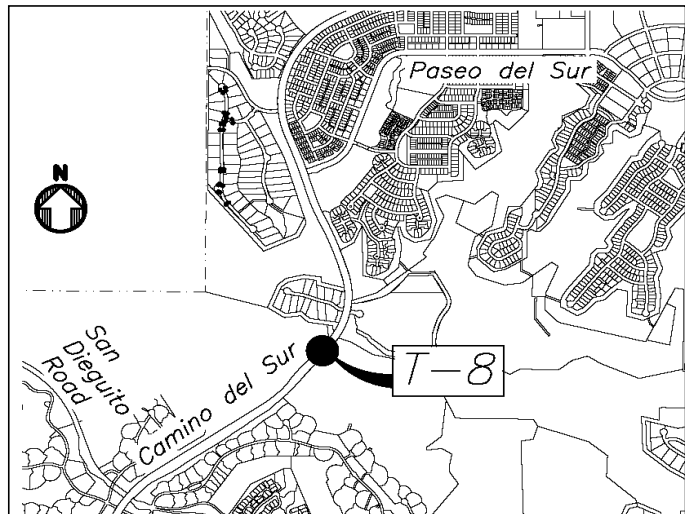 Paseo del Sur
N
San
Dieguito
Road
Camino del Sur
T-8